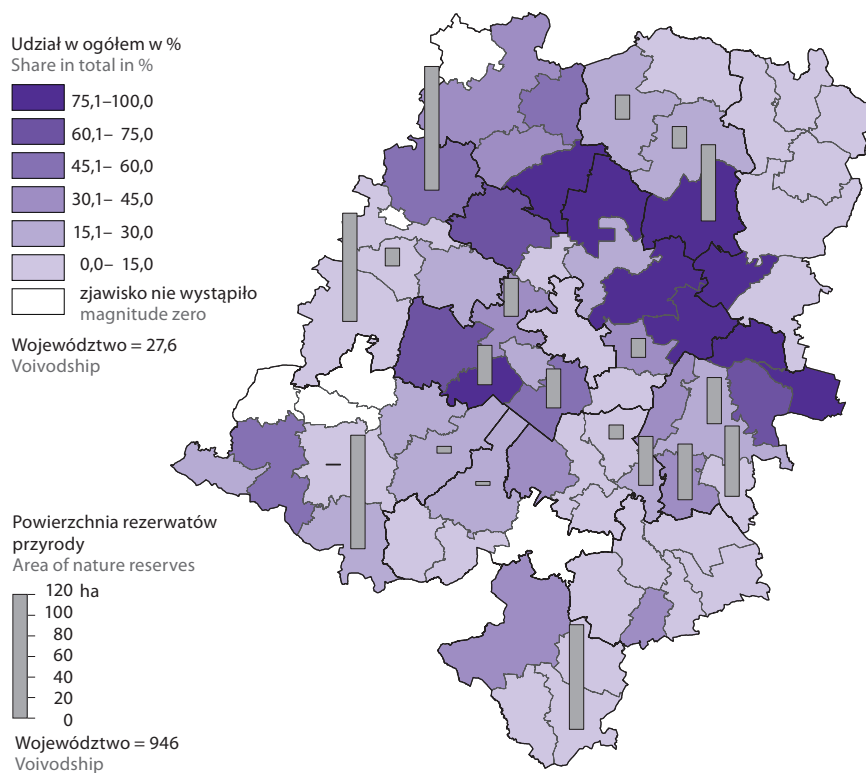 Udział w ogółem w %
Share in total in %
75,1–100,0
60,1– 75,0
45,1– 60,0
30,1– 45,0
15,1– 30,0
0,0– 15,0
zjawisko nie wystąpiło
magnitude zero
Województwo = 27,6
Voivodship
Powierzchnia rezerwatów
przyrody
Area of nature reserves
120 ha
100
80
60
40
20
0
Województwo = 946
Voivodship